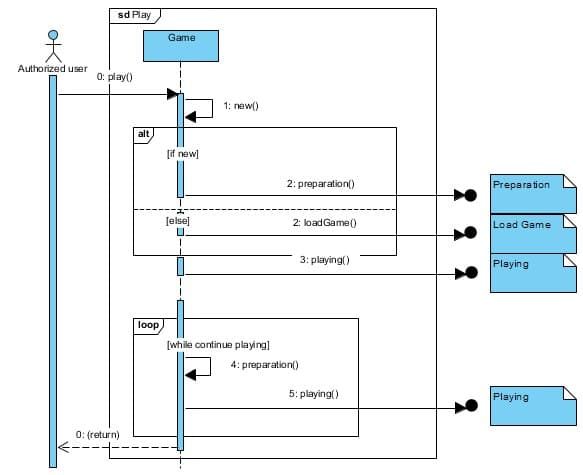 sd Play
Game
Authorized user
0: play()
1: new()
alt
[if new]
2: preparation()
Preparation
[else]
2: loadGame()
Load Game
3: playing()
Playing
loop
[while continue playing]
4: preparation()
5: playing()
Playing
0: (return)